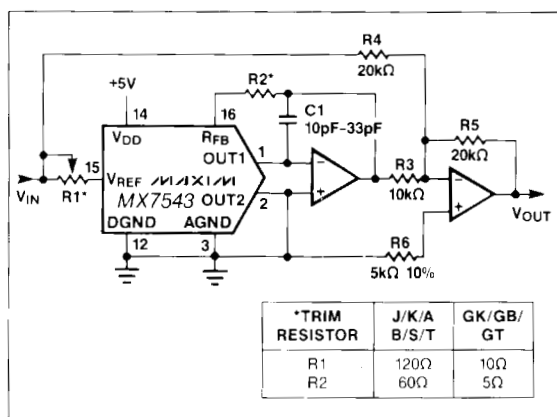 R4
20kΩ
+5V
R2*
14
16
C1
10pF-33pF
R5
20kΩ
VDD
RFB
OUT1
1
15
VREF
MAXIM
R3
10kΩ
VIN
R1*
MX7543
OUT2
2
VOUT
DGND
AGND
12
3
R6
5kΩ 10%
*TRIM RESISTOR
J/K/A B/S/T
GK/GB/ GT
R1
120Ω
10Ω
R2
60Ω
5Ω